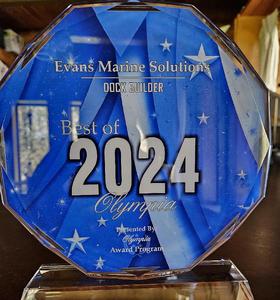 Evans Marine Solutions
DOCK BUILDER
Best of
2024
Olympia
Presented By:
Olympia
Award Program